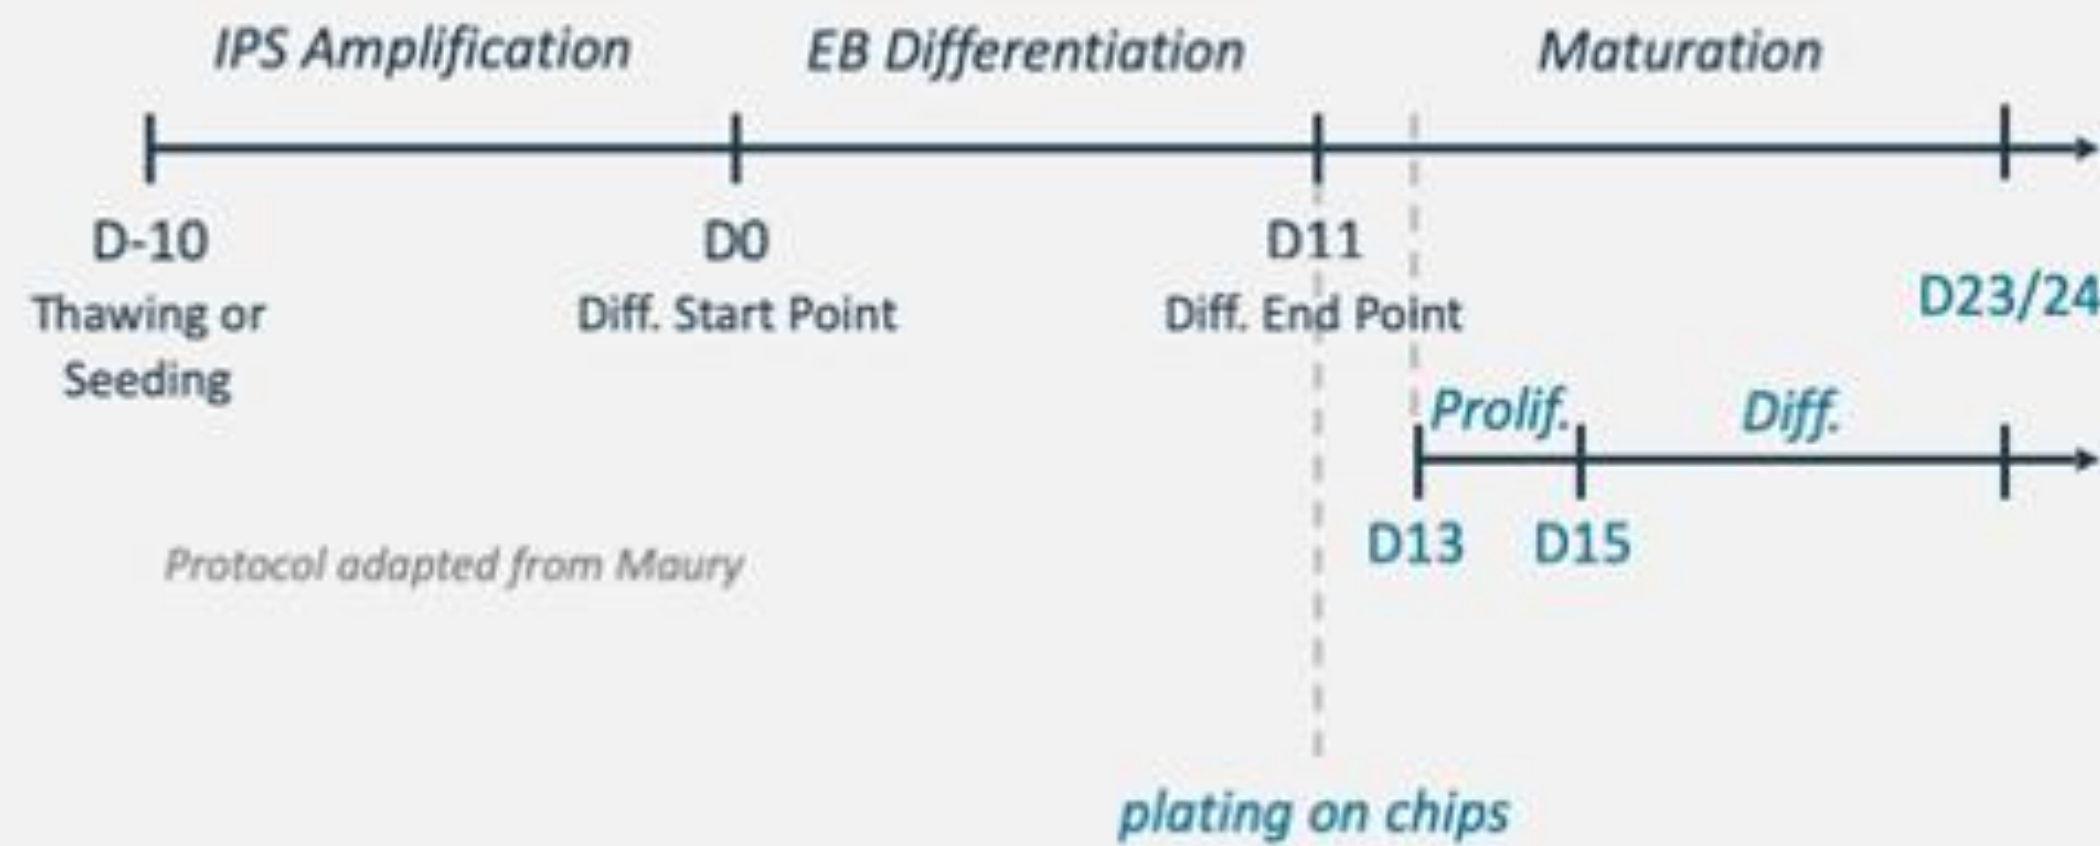 IPS Amplification
EB Differentiation
Maturation
D-10
D0
D11
Thawing or
Seeding
Diff. Start Point
Diff. End Point
D23/24
Prolif.
Diff.
D13
D15
Protocol adapted from Maury
plating on chips